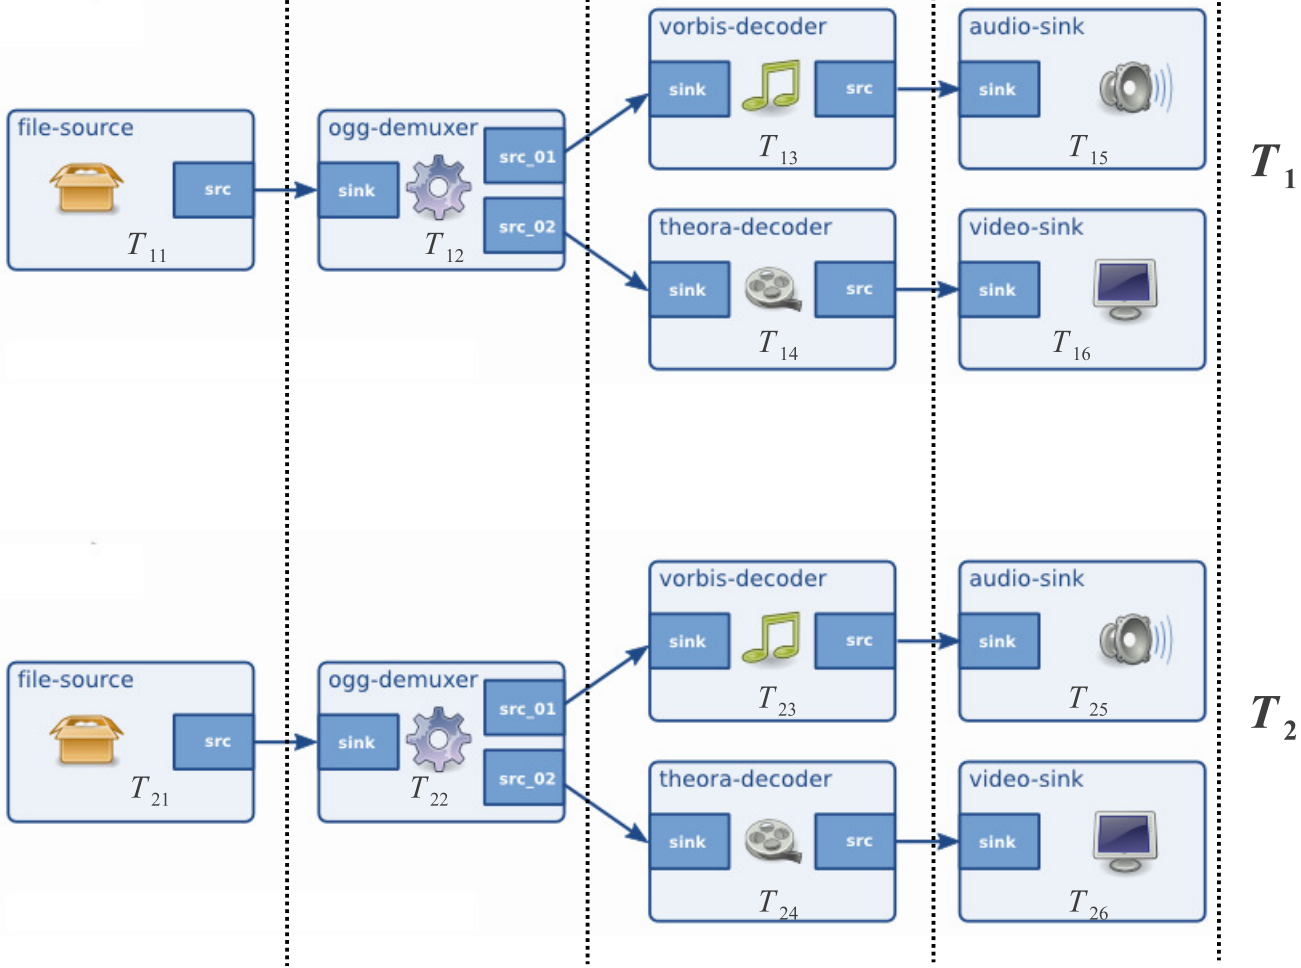 vorbis-decoder
sink
src
T13
audio-sink
sink
T15
file-source
src
T11
ogg-demuxer
sink
src_01
src_02
T12
T1
theora-decoder
sink
src
T14
video-sink
sink
T16
vorbis-decoder
sink
src
T23
audio-sink
sink
T25
file-source
src
T21
ogg-demuxer
sink
src_01
src_02
T22
T2
theora-decoder
sink
src
T24
video-sink
sink
T26